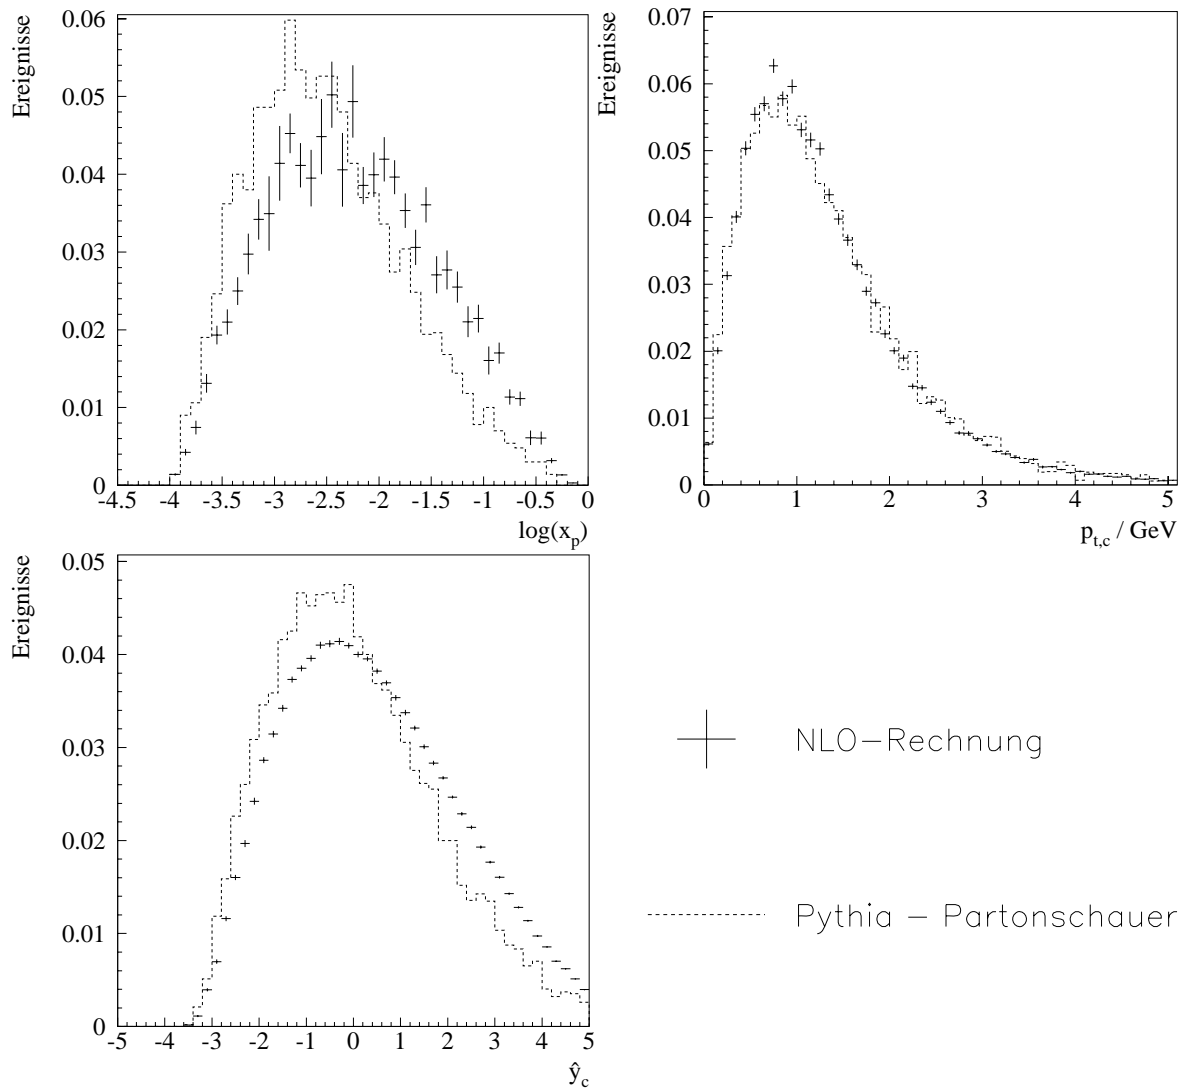 Ereignisse
0.06
0.05
0.04
0.03
0.02
0.01
0
-4.5 -4 -3.5 -3 -2.5 -2 -1.5 -1 -0.5 0
log(x_p)
Ereignisse
0.07
0.06
0.05
0.04
0.03
0.02
0.01
0
0 1 2 3 4 5
p_t,c / GeV
Ereignisse
0.05
0.04
0.03
0.02
0.01
0
-5 -4 -3 -2 -1 0 1 2 3 4 5
ŷ_c
NLO–Rechnung
Pythia – Partonschauer